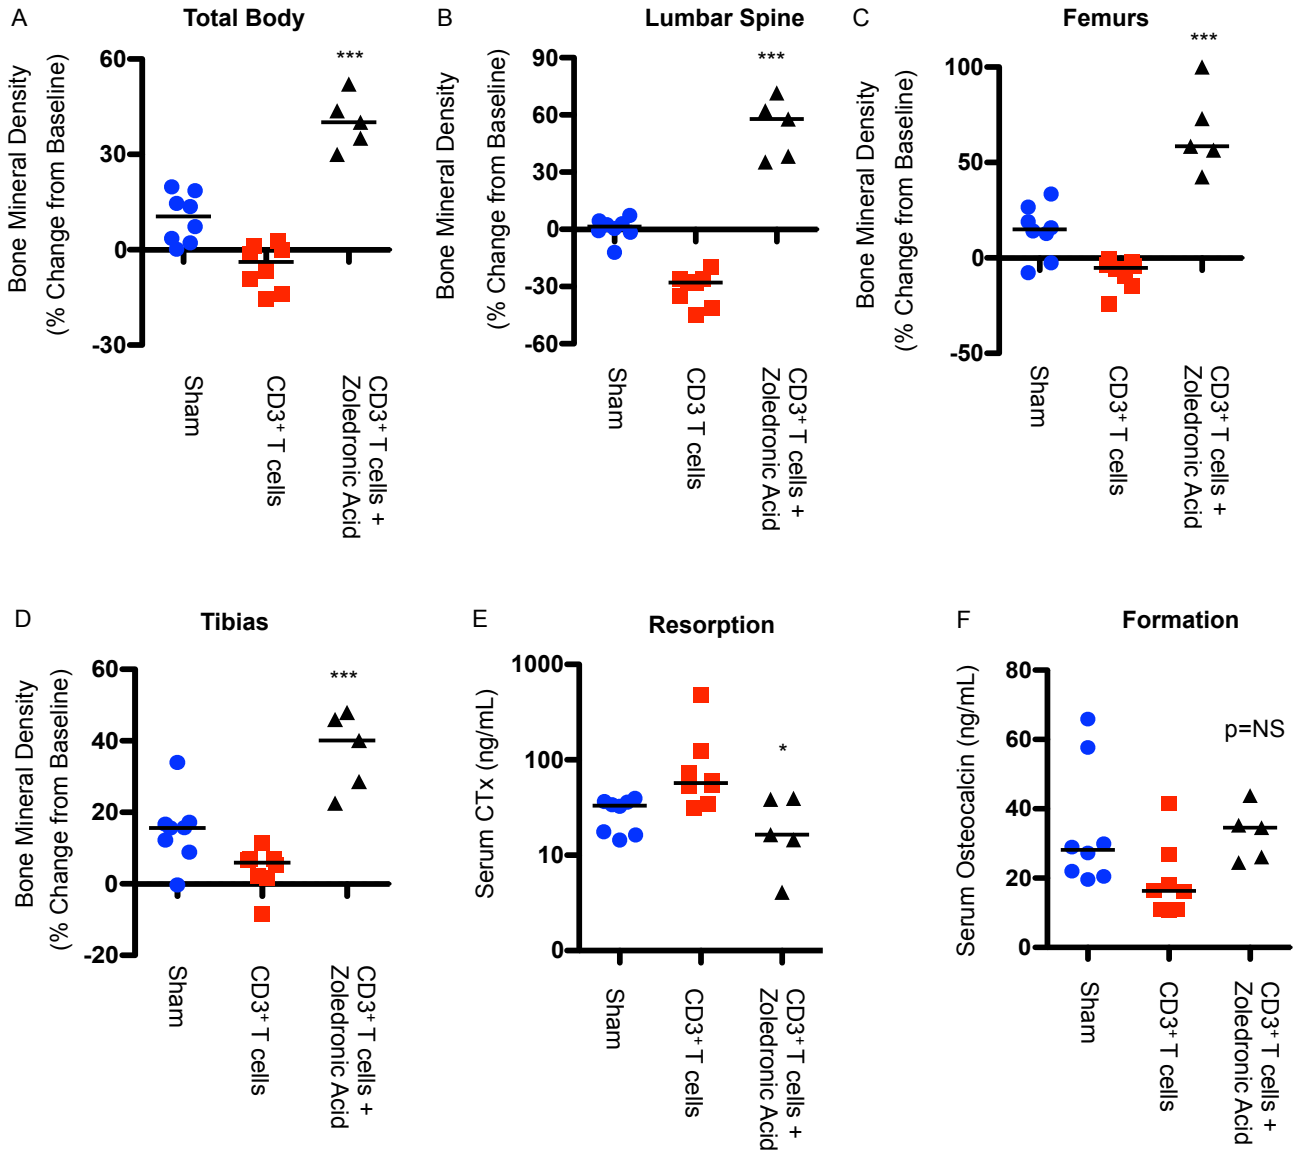 A
Total Body
Bone Mineral Density
(% Change from Baseline)
60
30
0
-30
***
Sham
CD3⁺ T cells
CD3⁺ T cells +
Zoledronic Acid
B
Lumbar Spine
Bone Mineral Density
(% Change from Baseline)
90
60
30
0
-30
-60
***
Sham
CD3 T cells
CD3⁺ T cells +
Zoledronic Acid
C
Femurs
Bone Mineral Density
(% Change from Baseline)
100
50
0
-50
***
Sham
CD3⁺ T cells
CD3⁺ T cells +
Zoledronic Acid
D
Tibias
Bone Mineral Density
(% Change from Baseline)
60
40
20
0
-20
***
Sham
CD3⁺ T cells
CD3⁺ T cells +
Zoledronic Acid
E
Resorption
Serum CTx (ng/mL)
1000
100
10
0
*
Sham
CD3⁺ T cells
CD3⁺ T cells +
Zoledronic Acid
F
Formation
Serum Osteocalcin (ng/mL)
80
60
40
20
0
p=NS
Sham
CD3⁺ T cells
CD3⁺ T cells +
Zoledronic Acid